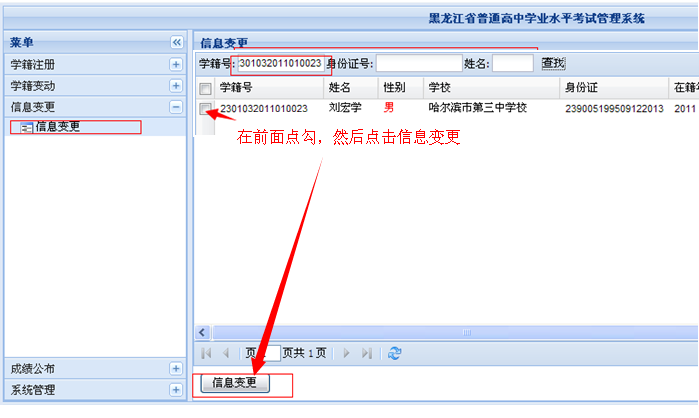 黑龙江省普通高中学业水平考试管理系统
菜单
学籍注册
学籍变动
信息变更
信息变更
成绩公布
系统管理
信息变更
学籍号: 301032011010023 身份证号: 姓名: 查找
学籍号 姓名 性别 学校 身份证
2301032011010023 刘宏学 男 哈尔滨市第三中学校 239005199509122013 2011
在前面点勾，然后点击信息变更
页 页共 1 页
信息变更